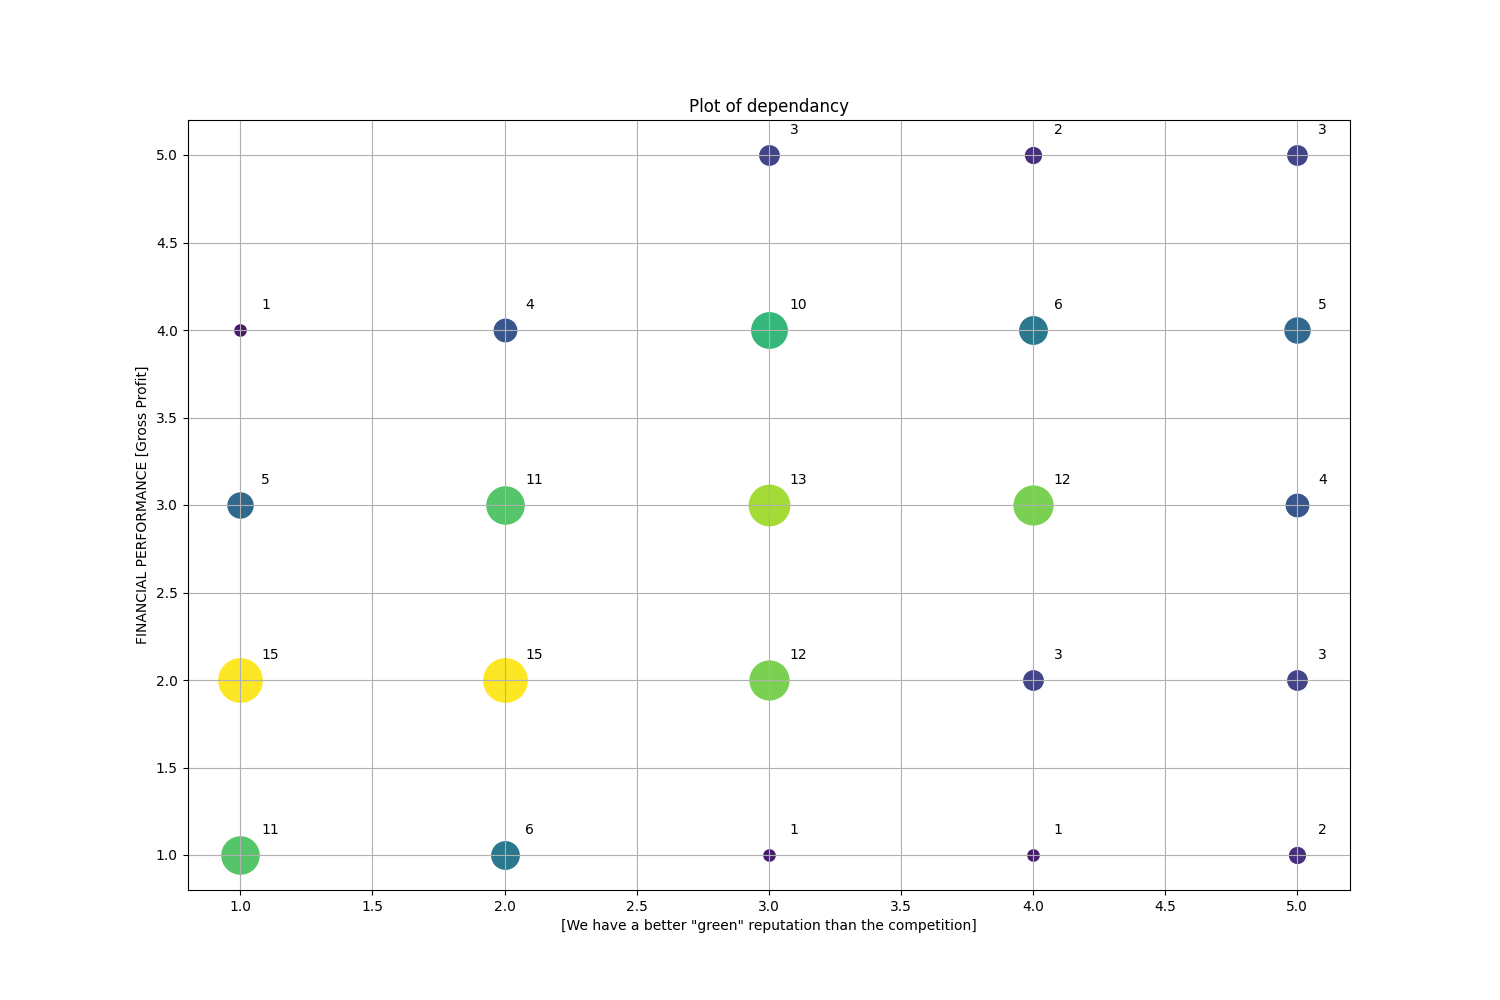 Plot of dependancy
3 2 3
5.0
4.5
1 4 10 6 5
4.0
3.5
5 11 13 12 4
3.0
2.5
15 15 12 3 3
2.0
1.5
11 6 1 1 2
1.0
1.0 1.5 2.0 2.5 3.0 3.5 4.0 4.5 5.0
[We have a better "green" reputation than the competition]
FINANCIAL PERFORMANCE [Gross Profit]